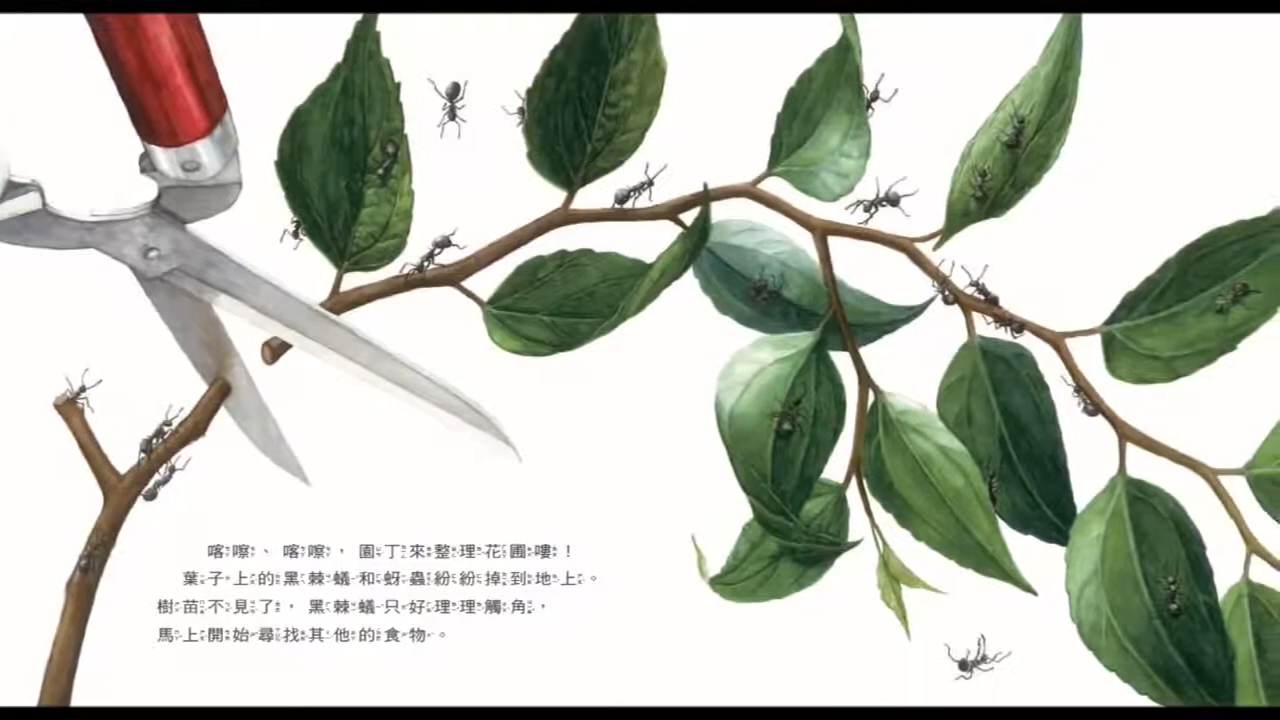 喀嚓、喀嚓，園丁來整理花圃嘍！
葉子上的黑棘蟻和蚜蟲紛紛掉到地上。
樹苗不見了，黑棘蟻只好理理觸角，
馬上開始尋找其他的食物。